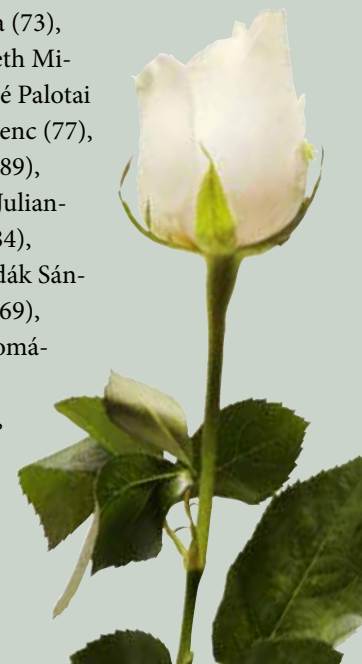 a (73),
eth Mi-
é Palotai
enc (77),
89),
Julian-
34),
dák Sán-
69),
omá-
,